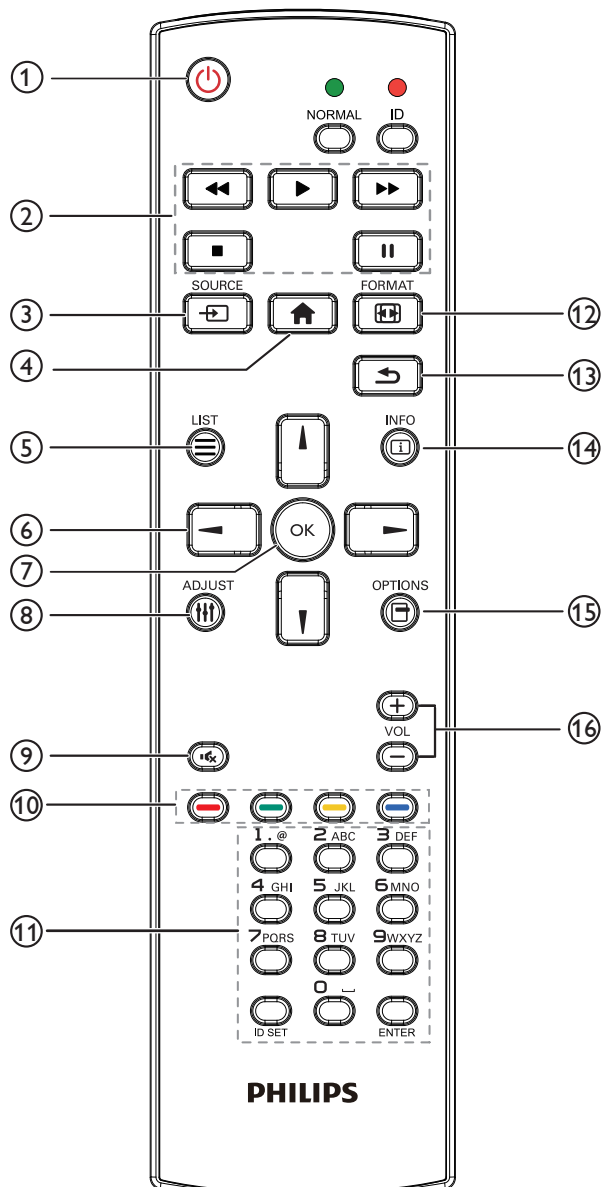 ①
NORMAL ID
②
SOURCE FORMAT
③ ⑫
④
⑬
LIST INFO
⑤ ⑭
⑥ OK
⑦
ADJUST OPTIONS
⑧ ⑮
VOL ⑯
⑨
⑩
1 . @ 2 ABC 3 DEF
4 GHI 5 JKL 6 MNO
⑪
7 PQRS 8 TUV 9 WXYZ
0 ⎵
ID SET ENTER
PHILIPS